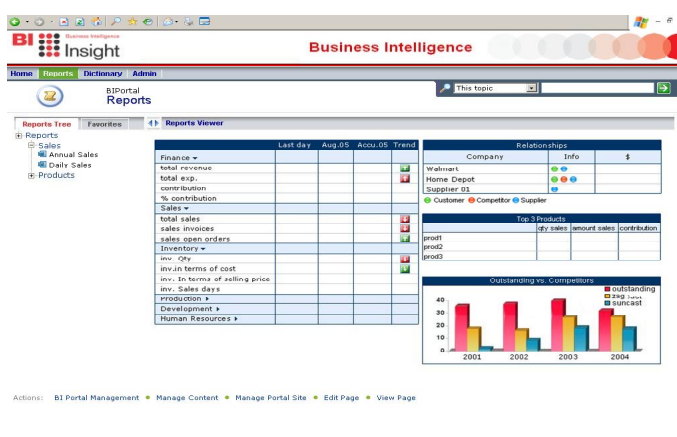 BI Business Intelligence
Insight
Business Intelligence
Home Reports Dictionary Admin
BIPortal
Reports
This topic
Reports Tree Favorites Reports Viewer
Reports
Sales
Annual Sales
Daily Sales
Products
Last day Aug.05 Accu.05 Trend
Finance
total revenue
total exp.
contribution
% contribution
Sales
total sales
sales invoices
sales open orders
Inventory
inv. Qty
inv.in terms of cost
inv. In terms of selling price
inv. Sales days
Production
Development
Human Resources
Relationships
Company Info $
Walmart
Home Depot
Supplier 01
Customer Competitor Supplier
Top 3 Products
qty sales amount sales contribution
prod1
prod2
prod3
Outstanding vs. Competitors
outstanding
zag
suncast
40
30
20
10
0
2001 2002 2003 2004
Actions: BI Portal Management • Manage Content • Manage Portal Site • Edit Page • View Page